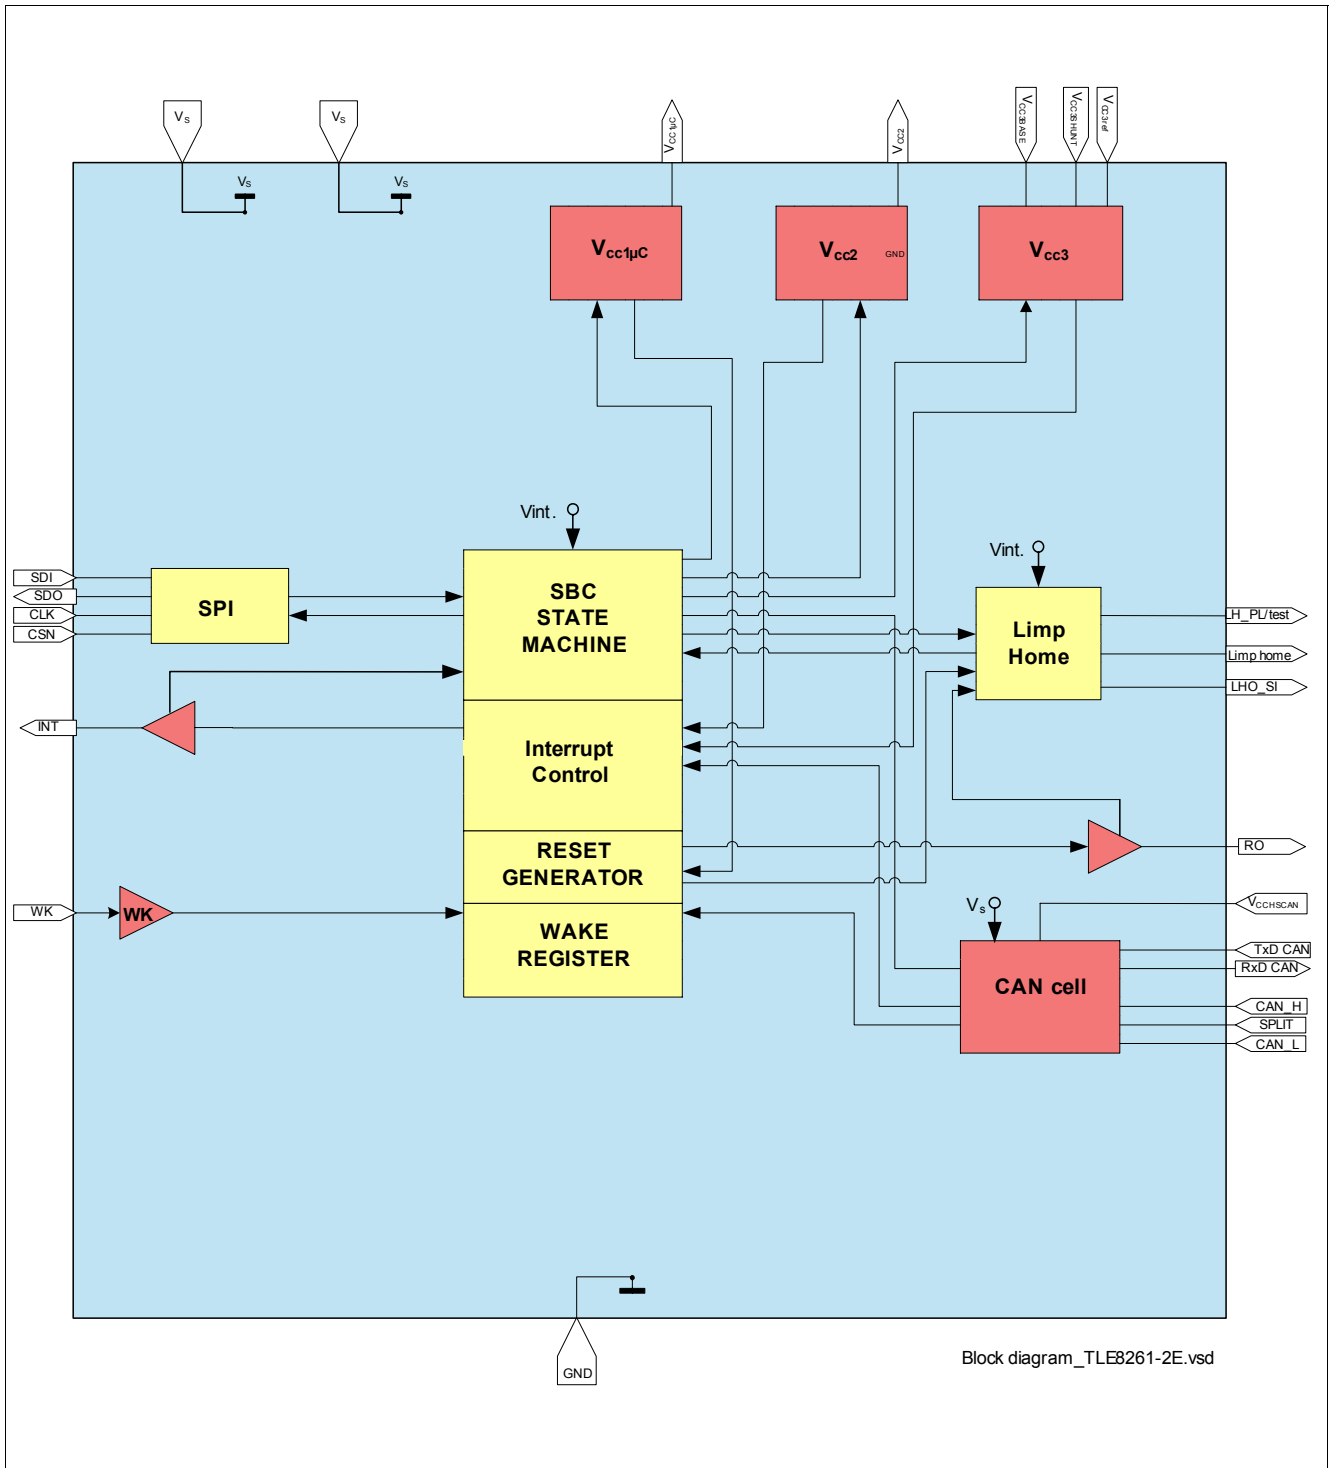 Vs
Vs
VCC1µC
VCC2
VCC3BASE
VCC3SHUNT
VCC3ref
Vs
Vs
Vcc1µC
Vcc2
GND
Vcc3
Vint.
Vint.
SDI
SDO
CLK
CSN
SPI
SBC
STATE
MACHINE
Limp
Home
LH_PL/test
Limp home
LHO_SI
INT
Interrupt
Control
RESET
GENERATOR
RO
WK
WK
WAKE
REGISTER
Vs
VCCHSCAN
TxD CAN
RxD CAN
CAN cell
CAN_H
SPLIT
CAN_L
GND
Block diagram_TLE8261-2E.vsd